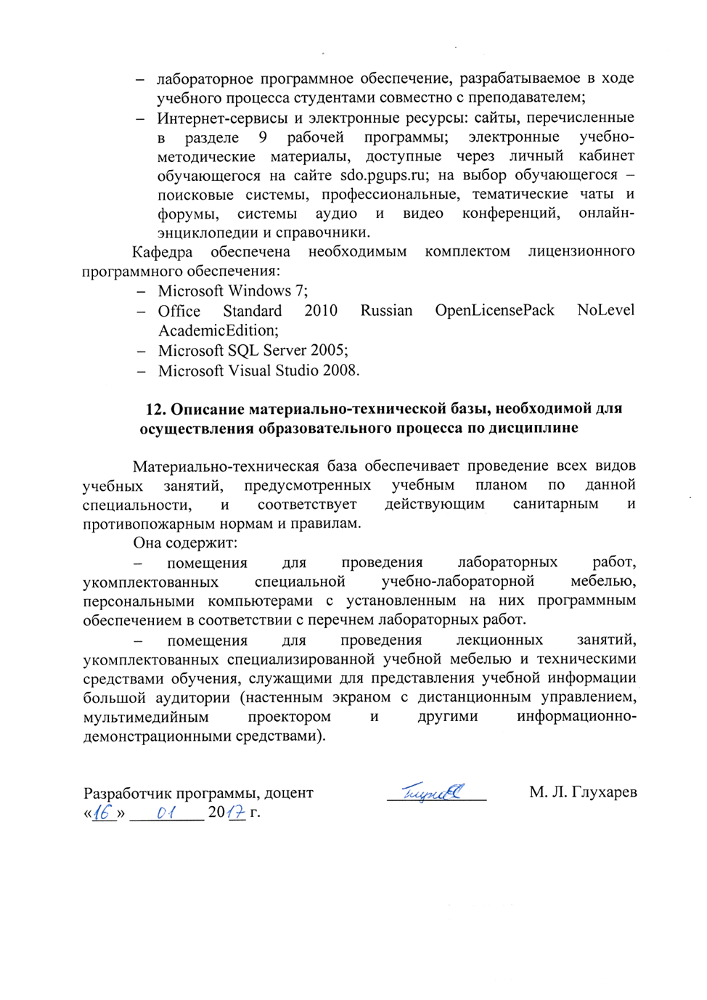 – лабораторное программное обеспечение, разрабатываемое в ходе
учебного процесса студентами совместно с преподавателем;
– Интернет-сервисы и электронные ресурсы: сайты, перечисленные
в разделе 9 рабочей программы; электронные учебно-
методические материалы, доступные через личный кабинет
обучающегося на сайте sdo.pgups.ru; на выбор обучающегося –
поисковые системы, профессиональные, тематические чаты и
форумы, системы аудио и видео конференций, онлайн-
энциклопедии и справочники.
Кафедра обеспечена необходимым комплектом лицензионного
программного обеспечения:
– Microsoft Windows 7;
– Office Standard 2010 Russian OpenLicensePack NoLevel
AcademicEdition;
– Microsoft SQL Server 2005;
– Microsoft Visual Studio 2008.
12. Описание материально-технической базы, необходимой для
осуществления образовательного процесса по дисциплине
Материально-техническая база обеспечивает проведение всех видов
учебных занятий, предусмотренных учебным планом по данной
специальности, и соответствует действующим санитарным и
противопожарным нормам и правилам.
Она содержит:
– помещения для проведения лабораторных работ,
укомплектованных специальной учебно-лабораторной мебелью,
персональными компьютерами с установленным на них программным
обеспечением в соответствии с перечнем лабораторных работ.
– помещения для проведения лекционных занятий,
укомплектованных специализированной учебной мебелью и техническими
средствами обучения, служащими для представления учебной информации
большой аудитории (настенным экраном с дистанционным управлением,
мультимедийным проектором и другими информационно-
демонстрационными средствами).
Разработчик программы, доцент М. Л. Глухарев
«16» 01 2017 г.